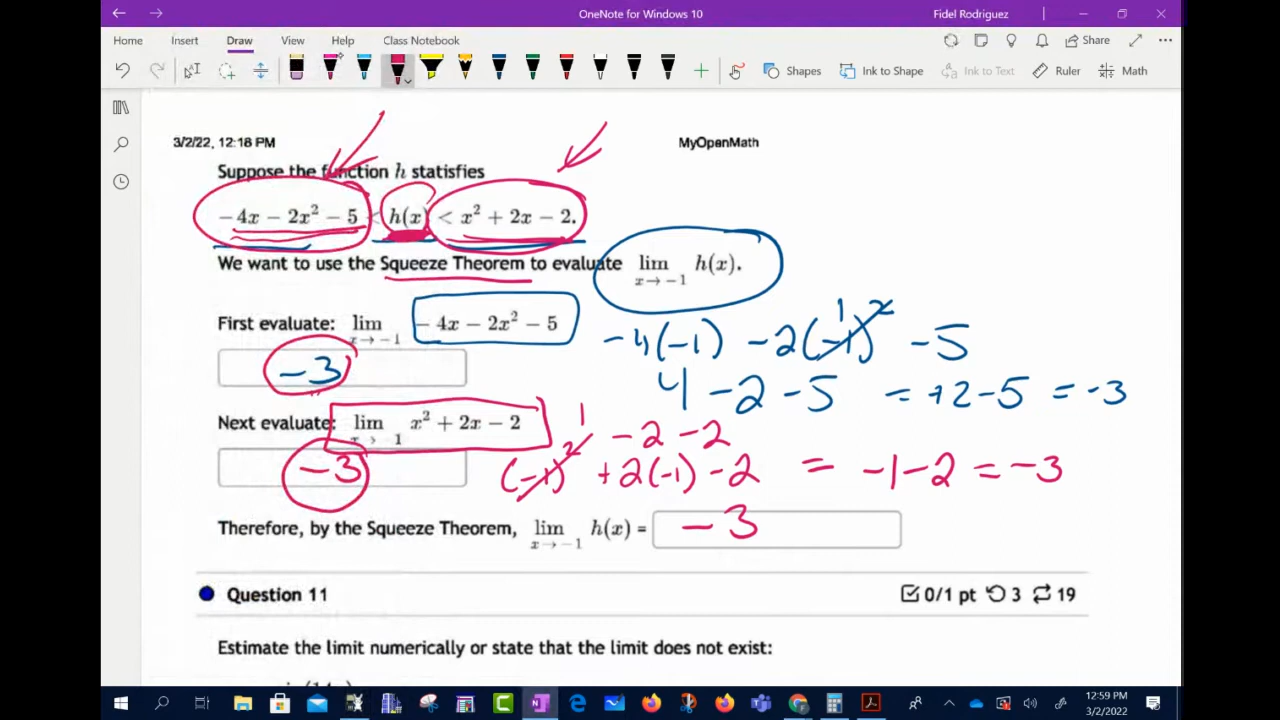 OneNote for Windows 10
Fidel Rodriguez
Home Insert Draw View Help Class Notebook
Share
Shapes Ink to Shape Ink to Text Ruler Math
3/2/22, 12:18 PM
MyOpenMath
Suppose the function h statisfies
−4x − 2x² − 5 < h(x) < x² + 2x − 2.
We want to use the Squeeze Theorem to evaluate lim x→−1 h(x).
First evaluate: lim x→−1 −4x − 2x² − 5
−4(−1) −2(−1)² −5
1
−3
4 −2 −5 = +2−5 = −3
Next evaluate: lim x→−1 x² + 2x − 2
1 −2 −2
−3
(−1)² +2(−1) −2 = −1−2 = −3
Therefore, by the Squeeze Theorem, lim x→−1 h(x) = −3
Question 11
0/1 pt 3 19
Estimate the limit numerically or state that the limit does not exist:
12:59 PM
3/2/2022